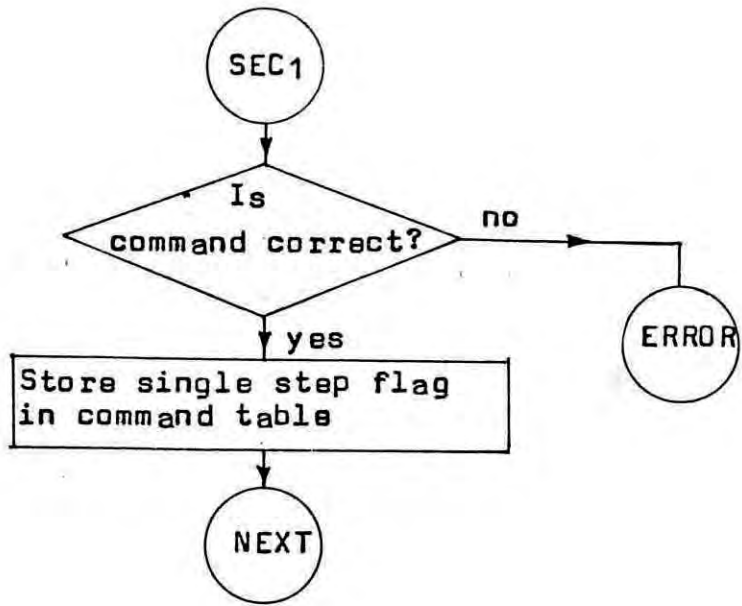 SEC1
Is
command correct?
no
ERROR
yes
Store single step flag
in command table
NEXT